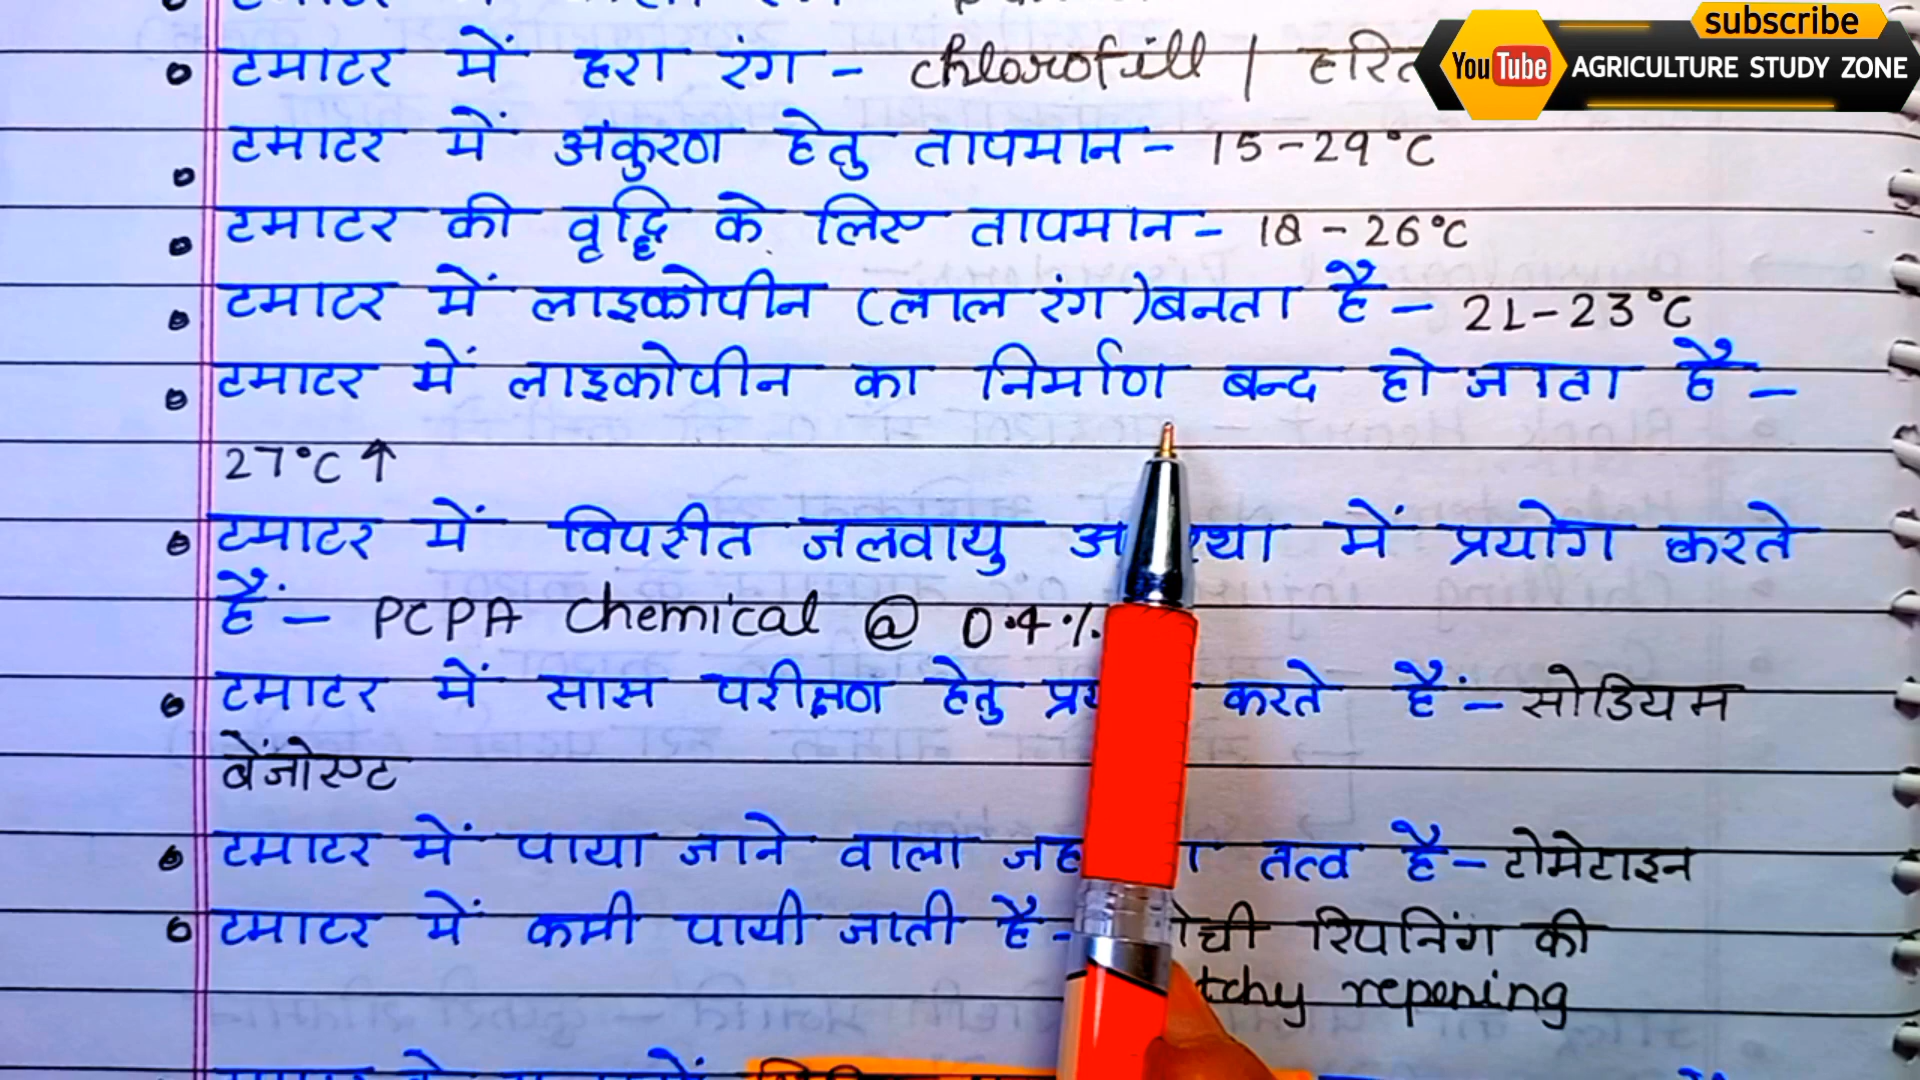 subscribe
YouTube AGRICULTURE STUDY ZONE
टमाटर में हरा रंग - chlorofill / हरित
टमाटर में अंकुरण हेतु तापमान - 15-29°C
टमाटर की वृद्धि के लिए तापमान - 18-26°C
टमाटर में लाइकोपीन (लाल रंग) बनता है - 21-23°C
टमाटर में लाइकोपीन का निर्माण बन्द हो जाता है -
27°C ↑
टमाटर में विपरीत जलवायु में प्रयोग करते
हैं - PCPA Chemical @ 0.4%
टमाटर में सास परीक्षण हेतु करते हैं - सोडियम
बेंजोएट
टमाटर में पाया जाने वाला तत्व है - टोमेटाइन
टमाटर में कमी पायी जाती है - रिपनिंग की
repening